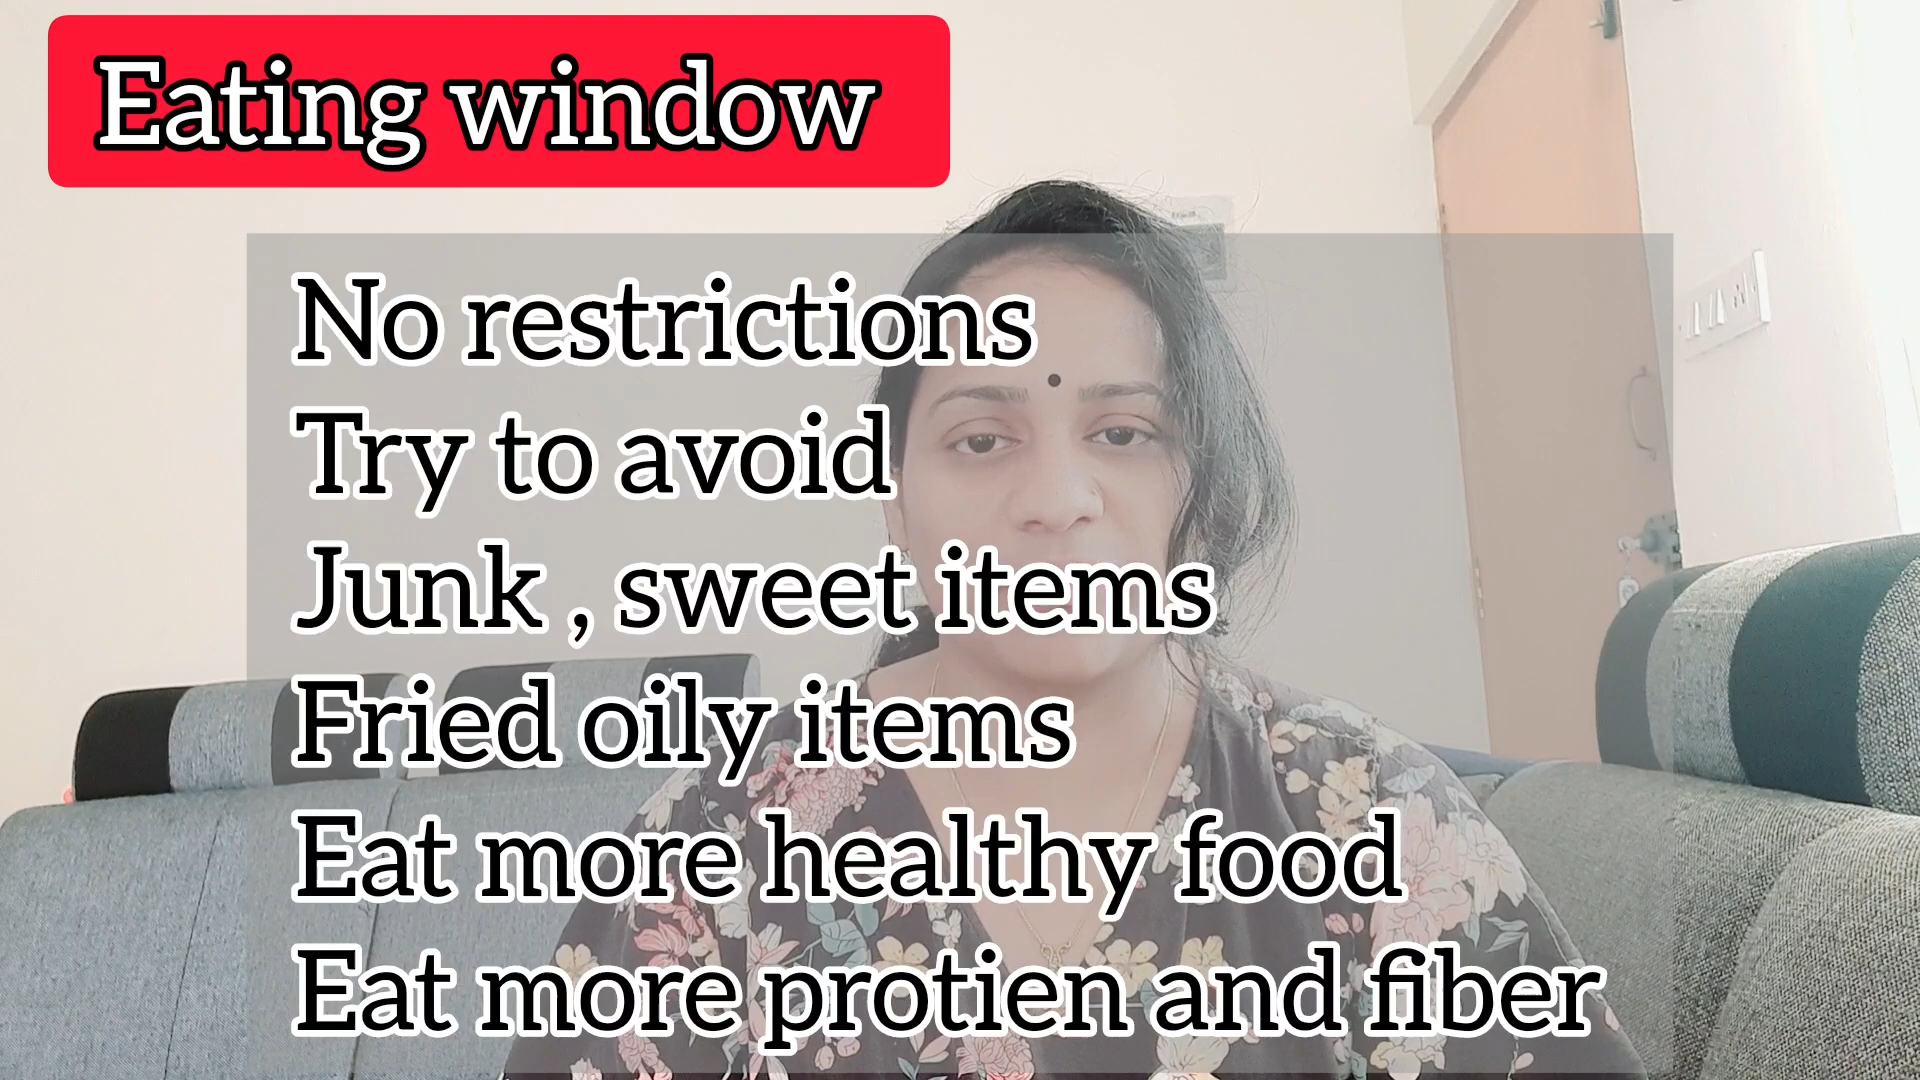 Eating window
No restrictions
Try to avoid
Junk , sweet items
Fried oily items
Eat more healthy food
Eat more protien and fiber